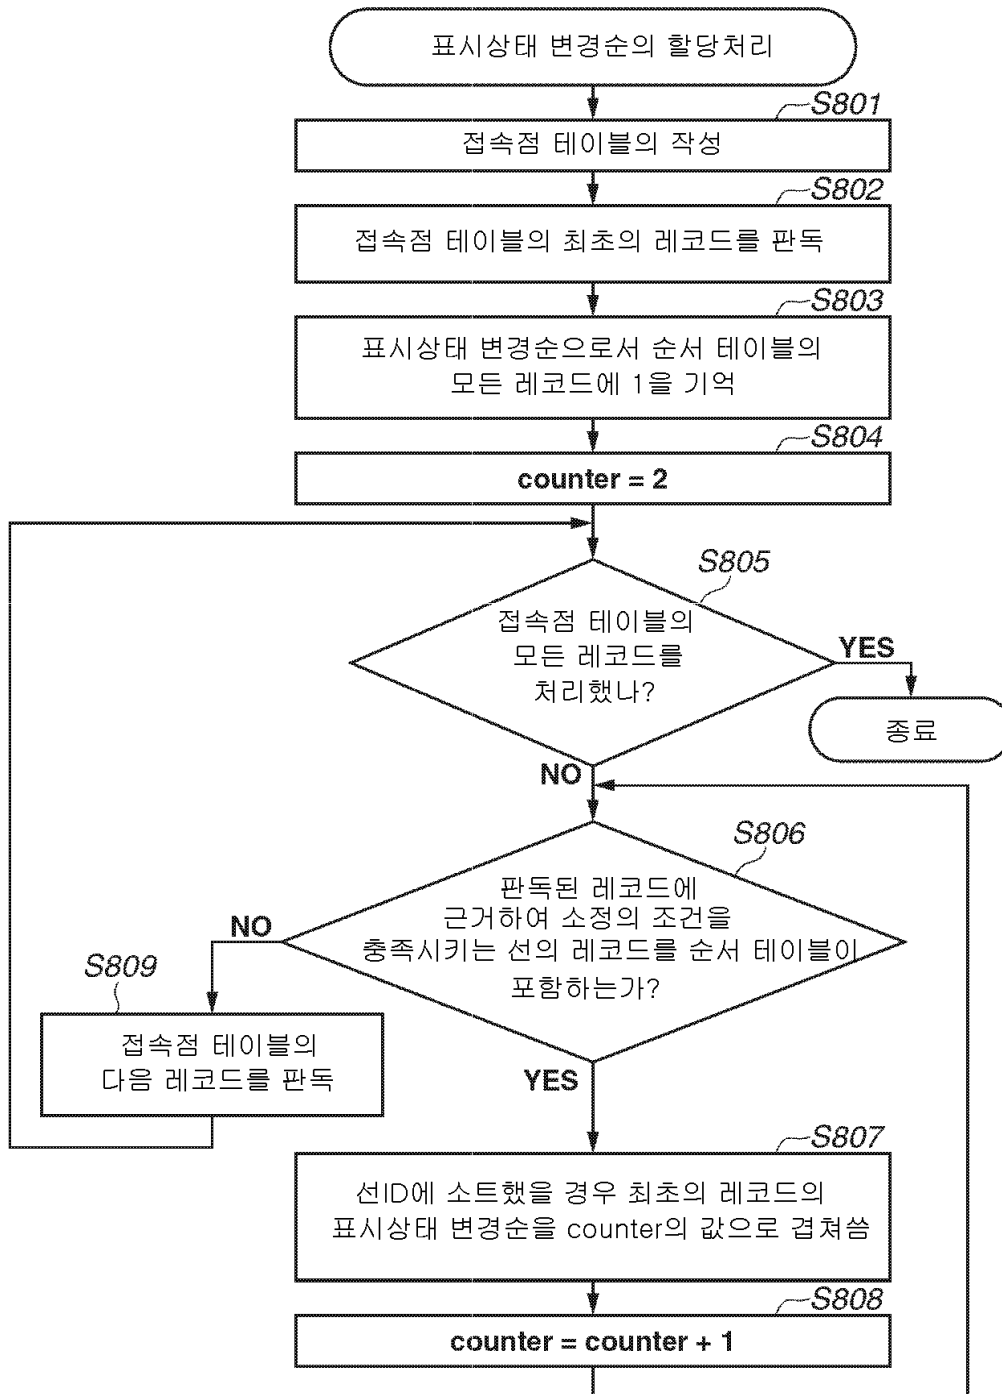 표시상태 변경순의 할당처리
S801
접속점 테이블의 작성
S802
접속점 테이블의 최초의 레코드를 판독
S803
표시상태 변경순으로서 순서 테이블의
모든 레코드에 1을 기억
S804
counter = 2
S805
접속점 테이블의
모든 레코드를
처리했나?
YES
종료
NO
S806
판독된 레코드에
근거하여 소정의 조건을
충족시키는 선의 레코드를 순서 테이블이
포함하는가?
NO
S809
접속점 테이블의
다음 레코드를 판독
YES
S807
선ID에 소트했을 경우 최초의 레코드의
표시상태 변경순을 counter의 값으로 겹쳐씀
S808
counter = counter + 1